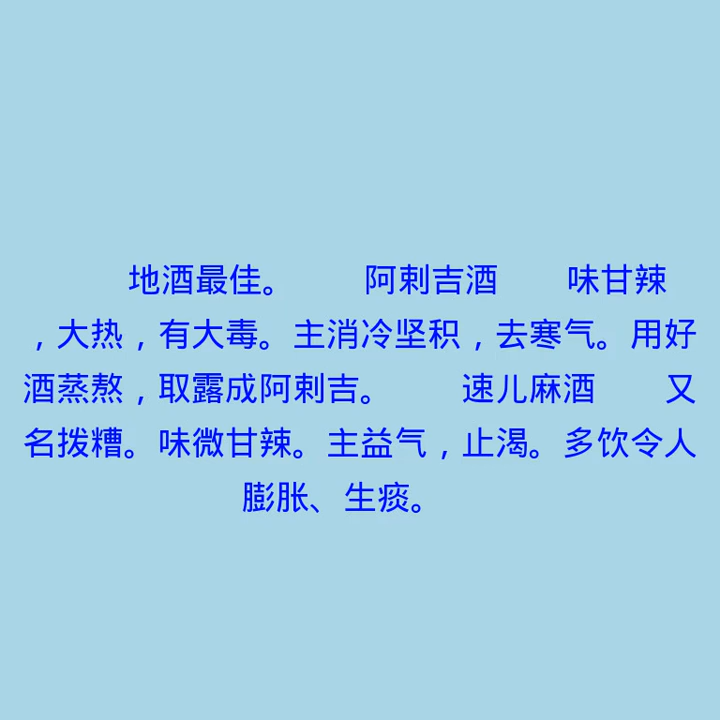 地酒最佳。　　阿剌吉酒　　味甘辣
，大热，有大毒。主消冷坚积，去寒气。用好
酒蒸熬，取露成阿剌吉。　　速儿麻酒　　又
名拨糟。味微甘辣。主益气，止渴。多饮令人
膨胀、生痰。